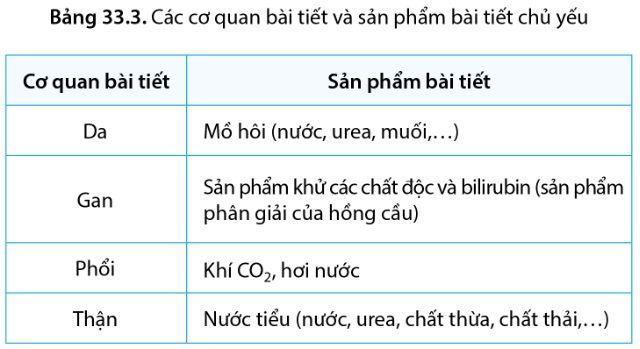 Bảng 33.3. Các cơ quan bài tiết và sản phẩm bài tiết chủ yếu
Cơ quan bài tiết
Sản phẩm bài tiết
Da
Mồ hôi (nước, urea, muối,…)
Gan
Sản phẩm khử các chất độc và bilirubin (sản phẩm
phân giải của hồng cầu)
Phổi
Khí CO₂, hơi nước
Thận
Nước tiểu (nước, urea, chất thừa, chất thải,…)